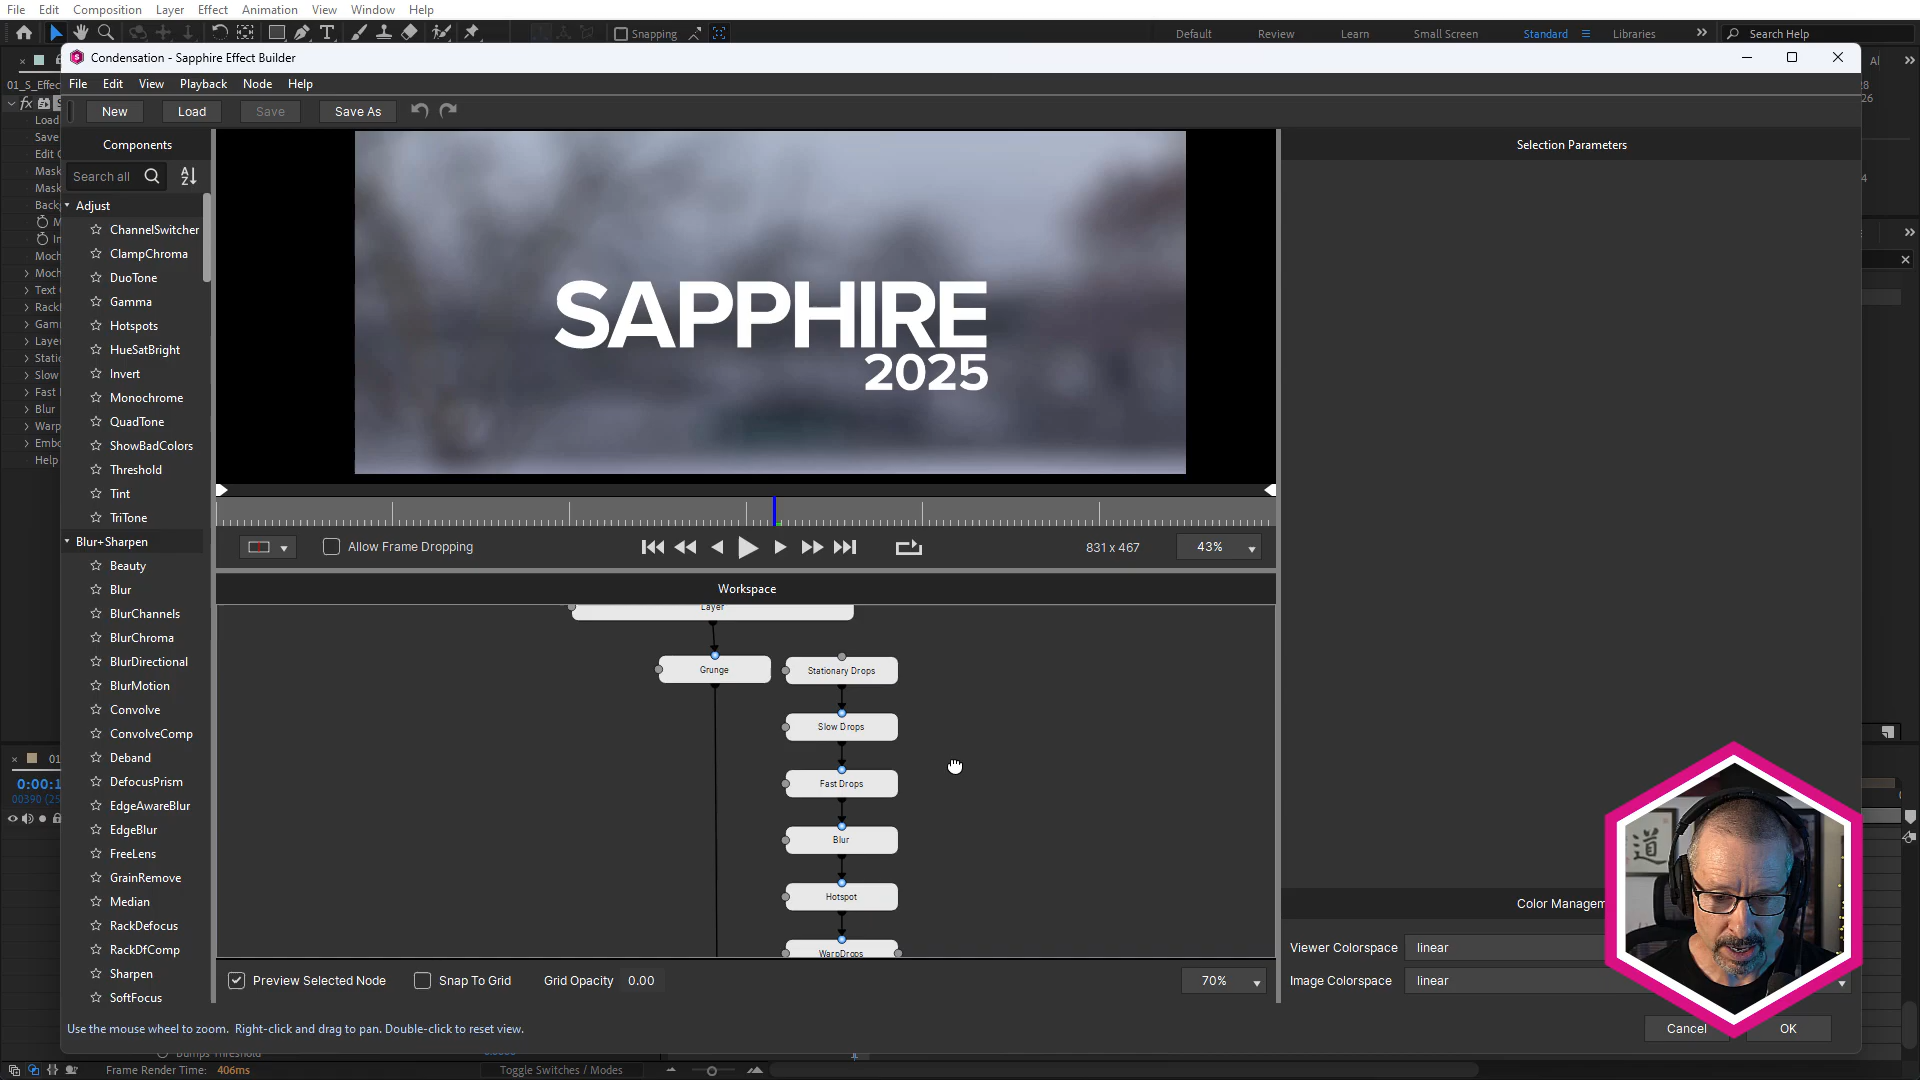 File Edit Composition Layer Effect Animation View Window Help
Snapping
Default Review Learn Small Screen Standard Libraries Search Help
Condensation - Sapphire Effect Builder
File Edit View Playback Node Help
New Load Save Save As
Components
Search all
Adjust
ChannelSwitcher
ClampChroma
DuoTone
Gamma
Hotspots
HueSatBright
Invert
Monochrome
QuadTone
ShowBadColors
Threshold
Tint
TriTone
Blur+Sharpen
Beauty
Blur
BlurChannels
BlurChroma
BlurDirectional
BlurMotion
Convolve
ConvolveComp
Deband
DefocusPrism
EdgeAwareBlur
EdgeBlur
FreeLens
GrainRemove
Median
RackDefocus
RackDfComp
Sharpen
SoftFocus
SAPPHIRE
2025
Allow Frame Dropping
831 x 467
43%
Workspace
Layer
Grunge
Stationary Drops
Slow Drops
Fast Drops
Blur
Hotspot
WarpDrops
Preview Selected Node
Snap To Grid
Grid Opacity 0.00
70%
Selection Parameters
Viewer Colorspace linear
Image Colorspace linear
Cancel
OK
Use the mouse wheel to zoom. Right-click and drag to pan. Double-click to reset view.
Frame Render Time: 406ms
Toggle Switches / Modes